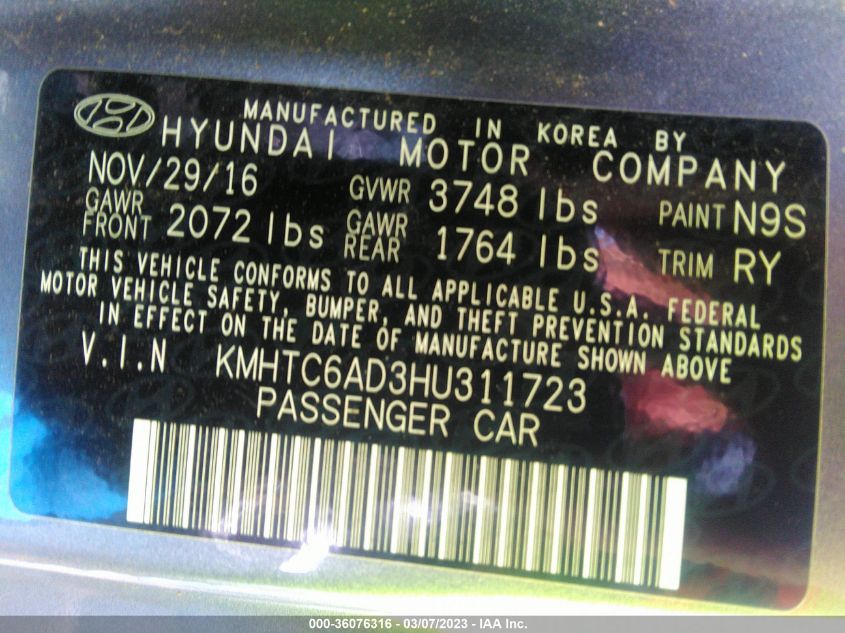 MANUFACTURED IN KOREA BY
HYUNDAI MOTOR COMPANY
NOV/29/16 GVWR 3748 lbs PAINT N9S
GAWR FRONT 2072 lbs GAWR REAR 1764 lbs TRIM RY
THIS VEHICLE CONFORMS TO ALL APPLICABLE U.S.A. FEDERAL
MOTOR VEHICLE SAFETY, BUMPER, AND THEFT PREVENTION STANDARDS
IN EFFECT ON THE DATE OF MANUFACTURE SHOWN ABOVE
V.I.N KMHTC6AD3HU311723
PASSENGER CAR
000-36076316 - 03/07/2023 - IAA Inc.